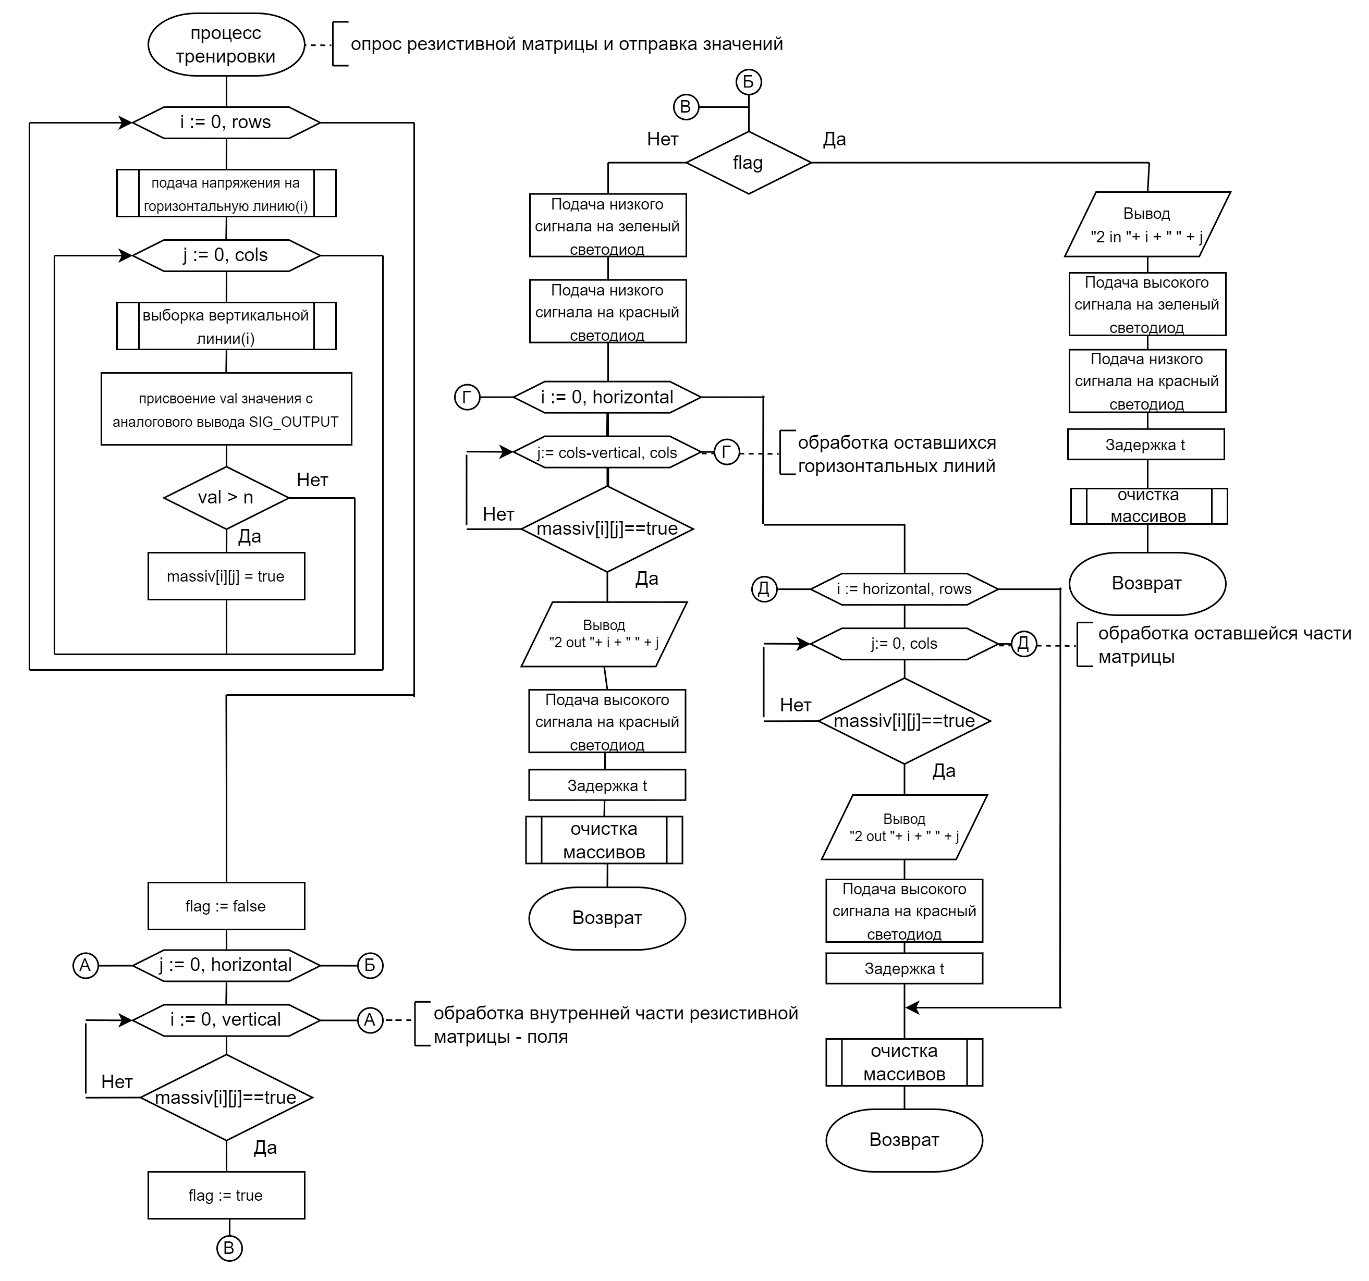 процесс
тренировки
опрос резистивной матрицы и отправка значений
i := 0, rows
подача напряжения на
горизонтальную линию(i)
j := 0, cols
выборка вертикальной
линии(i)
присвоение val значения с
аналогового вывода SIG_OUTPUT
val > n
Нет
Да
massiv[i][j] = true
flag := false
А
j := 0, horizontal
Б
i := 0, vertical
А
обработка внутренней части резистивной
матрицы - поля
Нет
massiv[i][j]==true
Да
flag := true
В
Б
В
Нет
Да
flag
Подача низкого
сигнала на зеленый
светодиод
Подача низкого
сигнала на красный
светодиод
Г
i := 0, horizontal
j:= cols-vertical, cols
Г
обработка оставшихся
горизонтальных линий
Нет
massiv[i][j]==true
Да
Вывод
"2 out "+ i + " " + j
Подача высокого
сигнала на красный
светодиод
Задержка t
очистка
массивов
Возврат
Д
i := horizontal, rows
j:= 0, cols
Д
обработка оставшейся части
матрицы
Нет
massiv[i][j]==true
Да
Вывод
"2 out "+ i + " " + j
Подача высокого
сигнала на красный
светодиод
Задержка t
очистка
массивов
Возврат
Вывод
"2 in "+ i + " " + j
Подача высокого
сигнала на зеленый
светодиод
Подача низкого
сигнала на красный
светодиод
Задержка t
очистка
массивов
Возврат